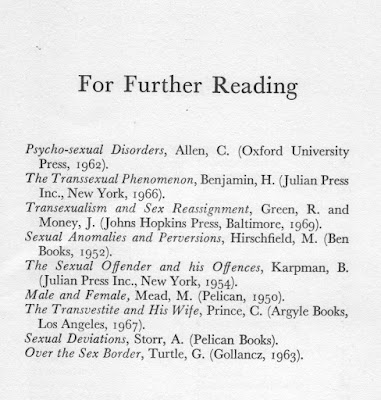 For Further Reading
Psycho-sexual Disorders, Allen, C. (Oxford University
Press, 1962).
The Transsexual Phenomenon, Benjamin, H. (Julian Press
Inc., New York, 1966).
Transexualism and Sex Reassignment, Green, R. and
Money, J. (Johns Hopkins Press, Baltimore, 1969).
Sexual Anomalies and Perversions, Hirschfield, M. (Ben
Books, 1952).
The Sexual Offender and his Offences, Karpman, B.
(Julian Press Inc., New York, 1954).
Male and Female, Mead, M. (Pelican, 1950).
The Transvestite and His Wife, Prince, C. (Argyle Books,
Los Angeles, 1967).
Sexual Deviations, Storr, A. (Pelican Books).
Over the Sex Border, Turtle, G. (Gollancz, 1963).